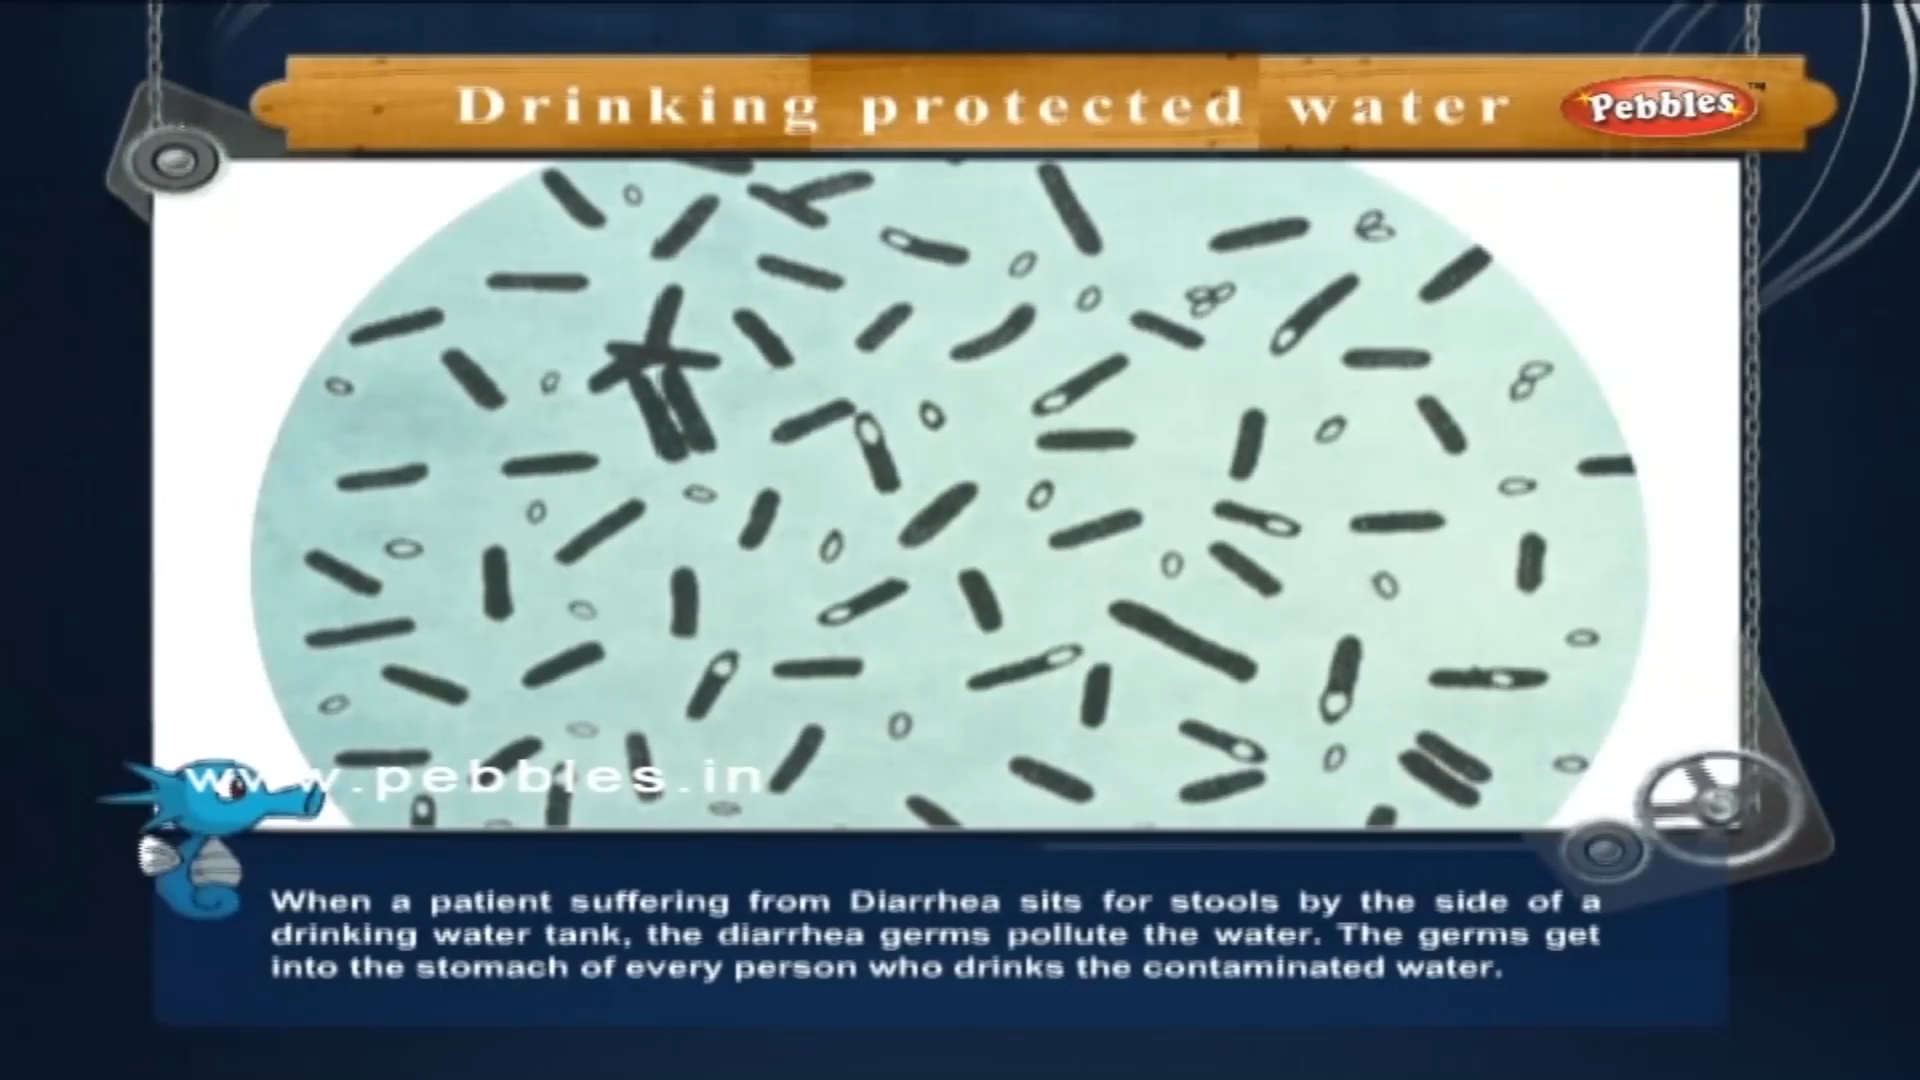 Drinking protected water
Pebbles™
www.pebbles.in
When a patient suffering from Diarrhea sits for stools by the side of a
drinking water tank, the diarrhea germs pollute the water. The germs get
into the stomach of every person who drinks the contaminated water.